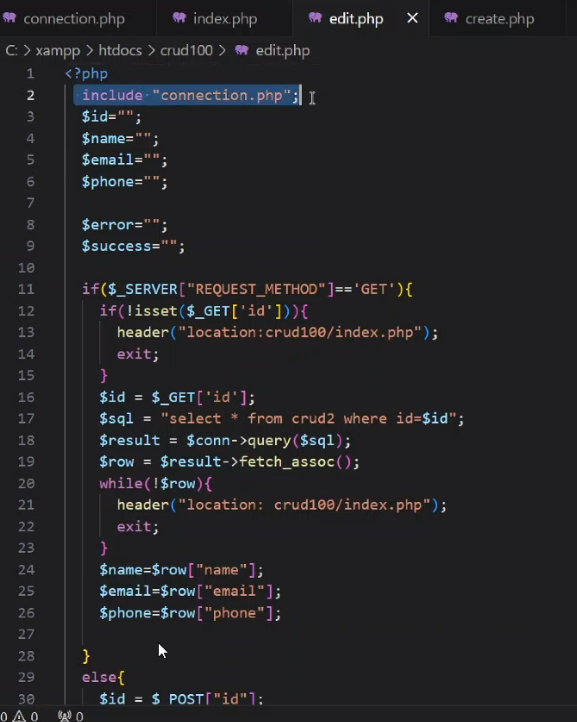 connection.php index.php edit.php × create.php
C: > xampp > htdocs > crud100 > edit.php
1 <?php
2 include "connection.php";
3 $id="";
4 $name="";
5 $email="";
6 $phone="";
7
8 $error="";
9 $success="";
10
11 if($_SERVER["REQUEST_METHOD"]=='GET'){
12 if(!isset($_GET['id'])){
13 header("location:crud100/index.php");
14 exit;
15 }
16 $id = $_GET['id'];
17 $sql = "select * from crud2 where id=$id";
18 $result = $conn->query($sql);
19 $row = $result->fetch_assoc();
20 while(!$row){
21 header("location: crud100/index.php");
22 exit;
23 }
24 $name=$row["name"];
25 $email=$row["email"];
26 $phone=$row["phone"];
27
28 }
29 else{
30 $id = $_POST["id"];
0 0 0